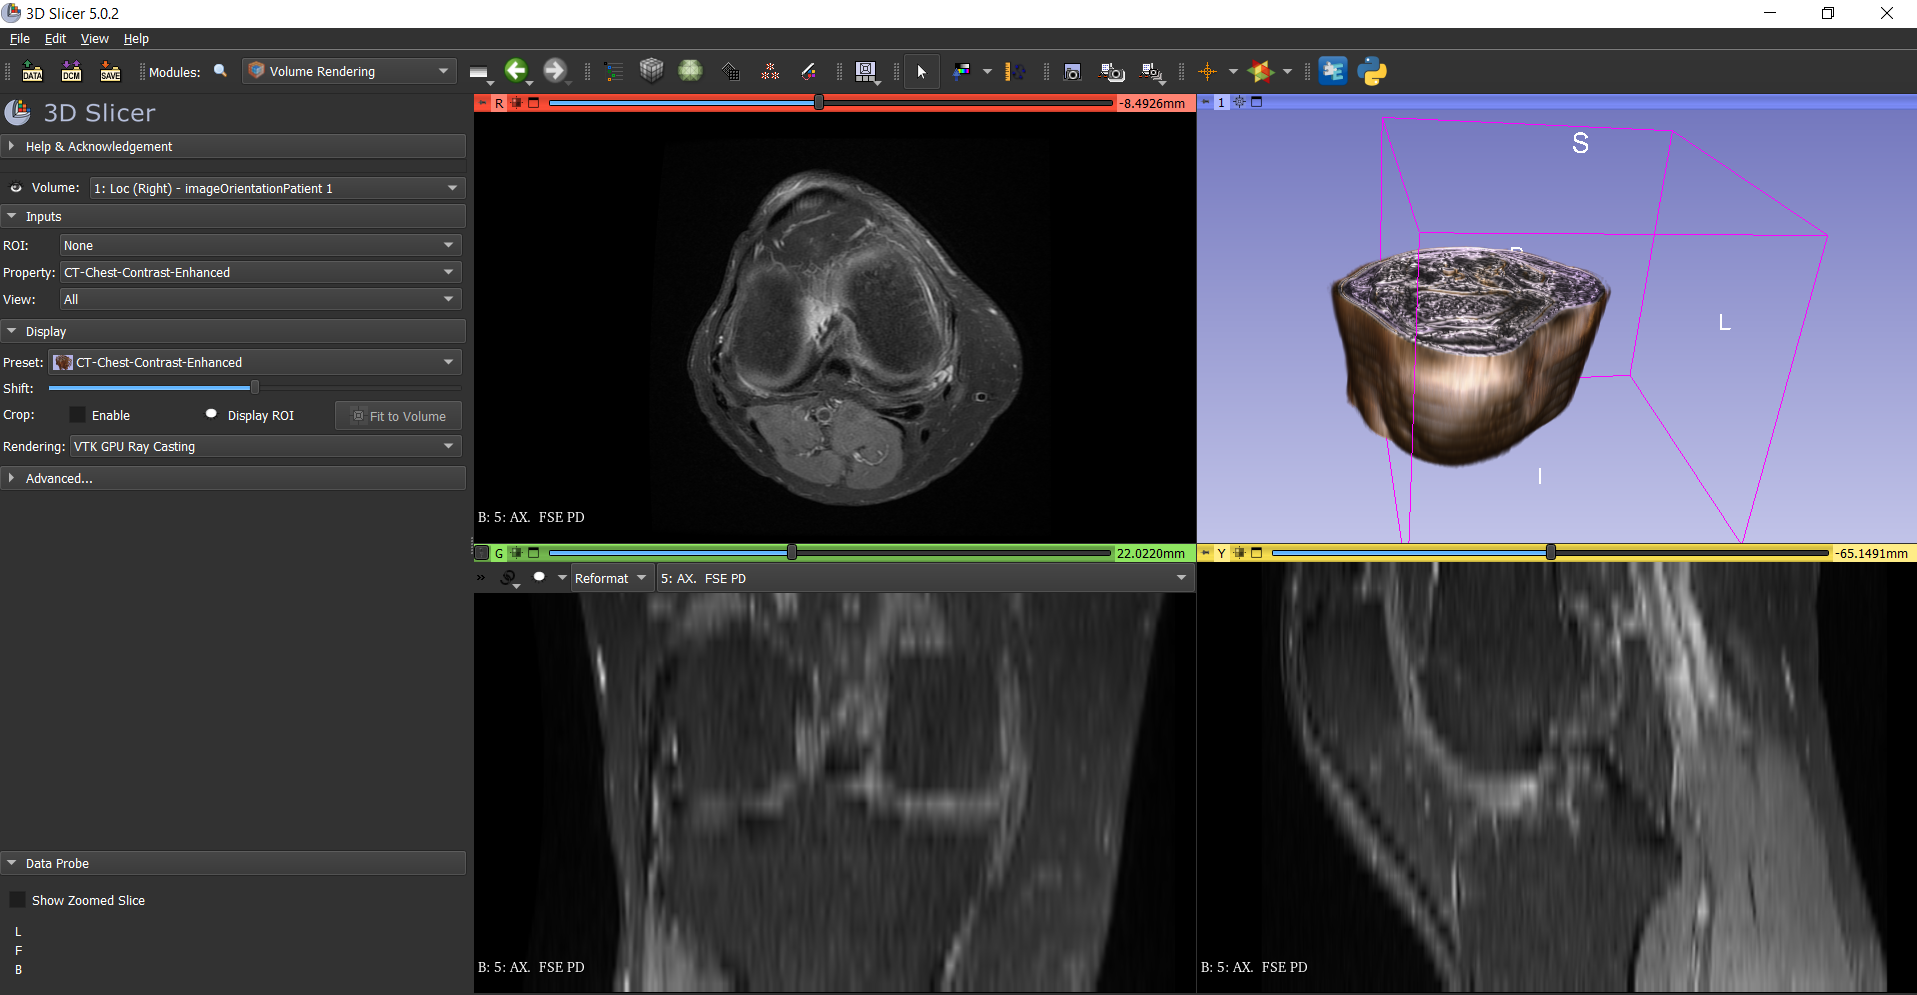 3D Slicer 5.0.2
File Edit View Help
DATA DCM SAVE Modules: Volume Rendering
3D Slicer
Help & Acknowledgement
Volume: 1: Loc (Right) - imageOrientationPatient 1
Inputs
ROI: None
Property: CT-Chest-Contrast-Enhanced
View: All
Display
Preset: CT-Chest-Contrast-Enhanced
Shift:
Crop: Enable Display ROI Fit to Volume
Rendering: VTK GPU Ray Casting
Advanced...
Data Probe
Show Zoomed Slice
L
F
B
R -8.4926mm
B: 5: AX. FSE PD
1
S
L
I
G 22.0220mm
Reformat 5: AX. FSE PD
B: 5: AX. FSE PD
Y -65.1491mm
B: 5: AX. FSE PD